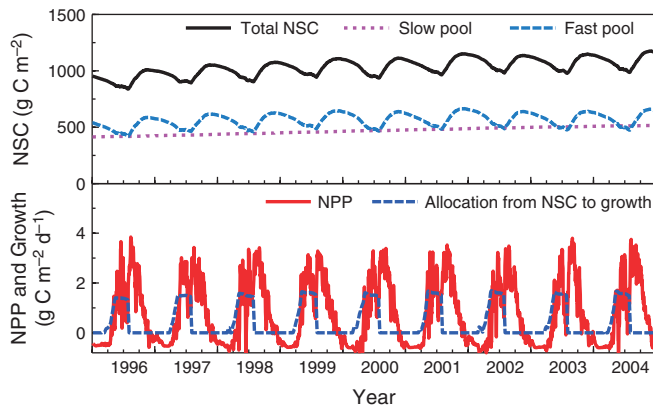 1500
Total NSC
Slow pool
Fast pool
1000
500
0
NSC (g C m⁻²)
NPP
Allocation from NSC to growth
4
2
0
NPP and Growth
(g C m⁻² d⁻¹)
1996 1997 1998 1999 2000 2001 2002 2003 2004
Year